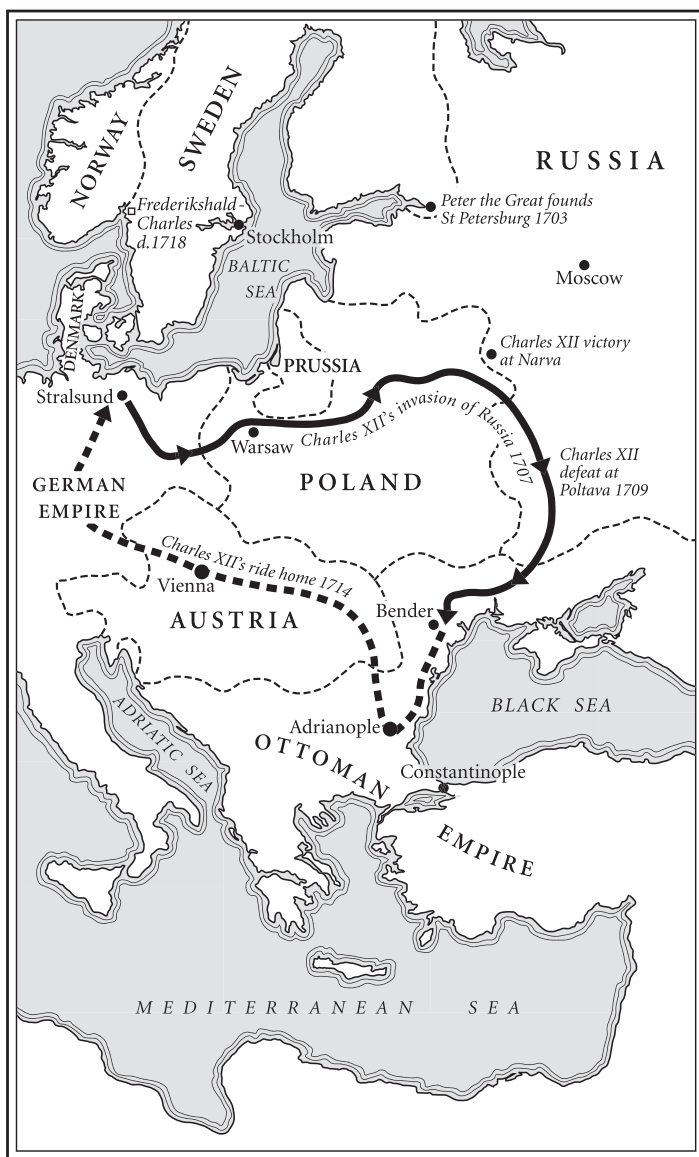 NORWAY
SWEDEN
RUSSIA
Frederikshald-
Charles
d.1718
Stockholm
Peter the Great founds
St Petersburg 1703
BALTIC
SEA
Moscow
DENMARK
PRUSSIA
Charles XII victory
at Narva
Stralsund
Warsaw
Charles XII's invasion of Russia 1707
Charles XII
defeat at
Poltava 1709
POLAND
GERMAN
EMPIRE
Charles XII's ride home 1714
Vienna
AUSTRIA
Bender
BLACK SEA
ADRIATIC SEA
Adrianople
OTTOMAN
EMPIRE
Constantinople
MEDITERRANEAN SEA